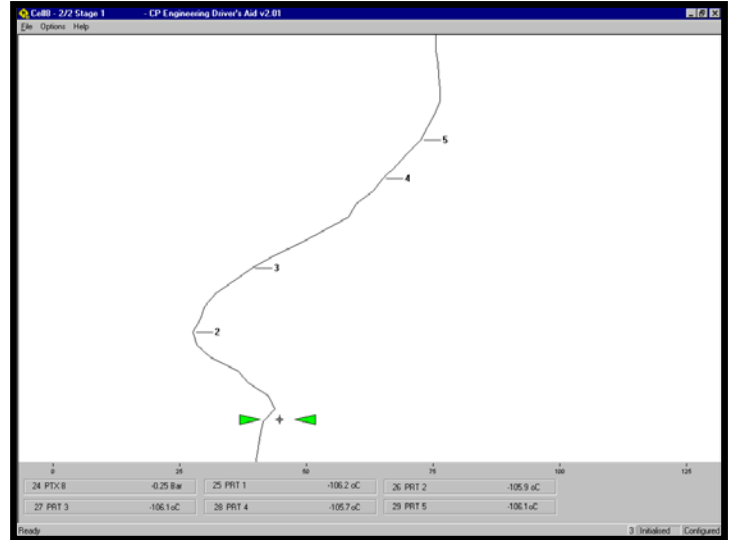 Cell8 - 2/2 Stage 1 - CP Engineering Driver's Aid v2.01
File Options Help
5
4
3
2
0 25 50 75 100 125
24 PTX 8 -0.25 Bar 25 PRT 1 -106.2 oC 26 PRT 2 -105.9 oC
27 PRT 3 -106.1 oC 28 PRT 4 -105.7 oC 29 PRT 5 -106.1 oC
Ready 3 Initialised Configured